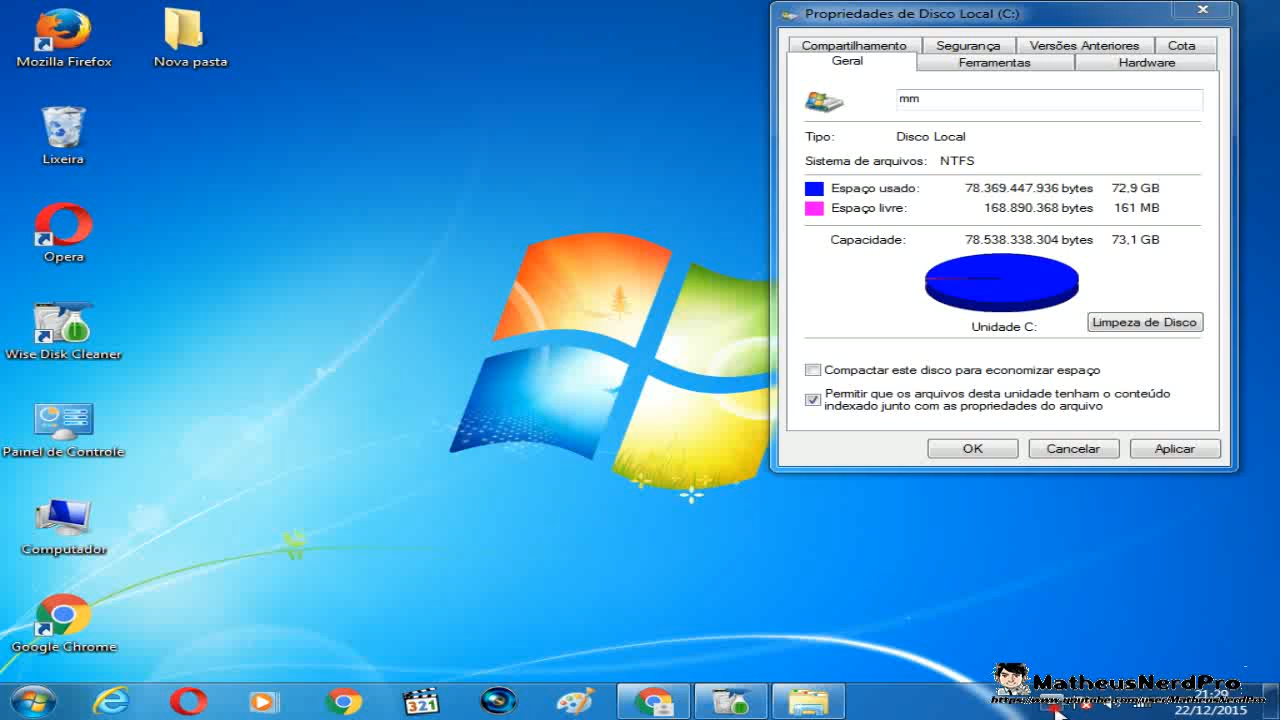 Mozilla Firefox
Nova pasta
Lixeira
Opera
Wise Disk Cleaner
Painel de Controle
Computador
Google Chrome
Propriedades de Disco Local (C:)
Compartilhamento
Segurança
Versões Anteriores
Cota
Geral
Ferramentas
Hardware
mm
Tipo: Disco Local
Sistema de arquivos: NTFS
Espaço usado: 78.369.447.936 bytes 72,9 GB
Espaço livre: 168.890.368 bytes 161 MB
Capacidade: 78.538.338.304 bytes 73,1 GB
Unidade C:
Limpeza de Disco
Compactar este disco para economizar espaço
Permitir que os arquivos desta unidade tenham o conteúdo
indexado junto com as propriedades do arquivo
OK
Cancelar
Aplicar
321
MatheusNerdPro
21:29
22/12/2015